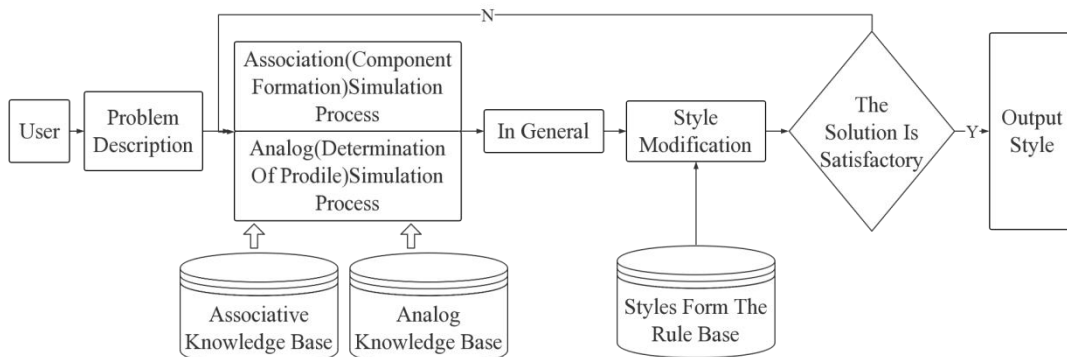 N
Association(Component
Formation)Simulation
Process
User
Problem
Description
Analog(Determination
Of Prodile)Simulation
Process
In General
Style
Modification
The
Solution Is
Satisfactory
Y
Output
Style
Associative
Knowledge Base
Analog
Knowledge Base
Styles Form The
Rule Base